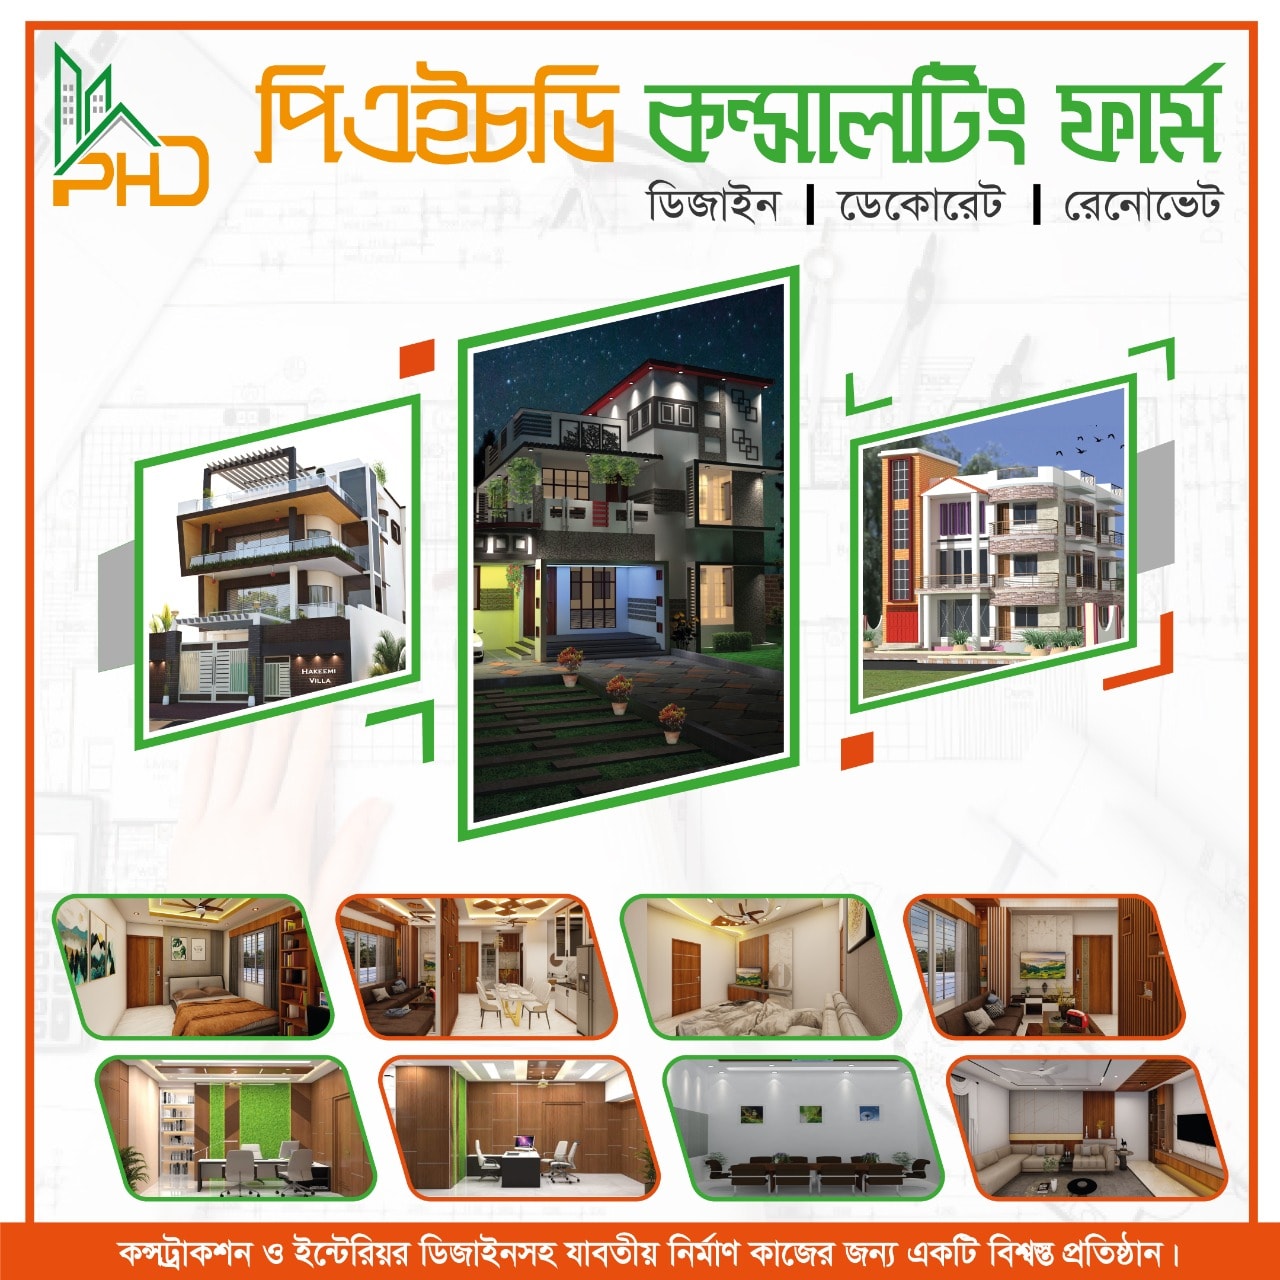 PHD
পিএইচডি কন্সালটিং ফার্ম
ডিজাইন | ডেকোরেট | রেনোভেট
HAKEEMI
VILLA
কন্সট্রাকশন ও ইন্টেরিয়র ডিজাইনসহ যাবতীয় নির্মাণ কাজের জন্য একটি বিশ্বস্ত প্রতিষ্ঠান।